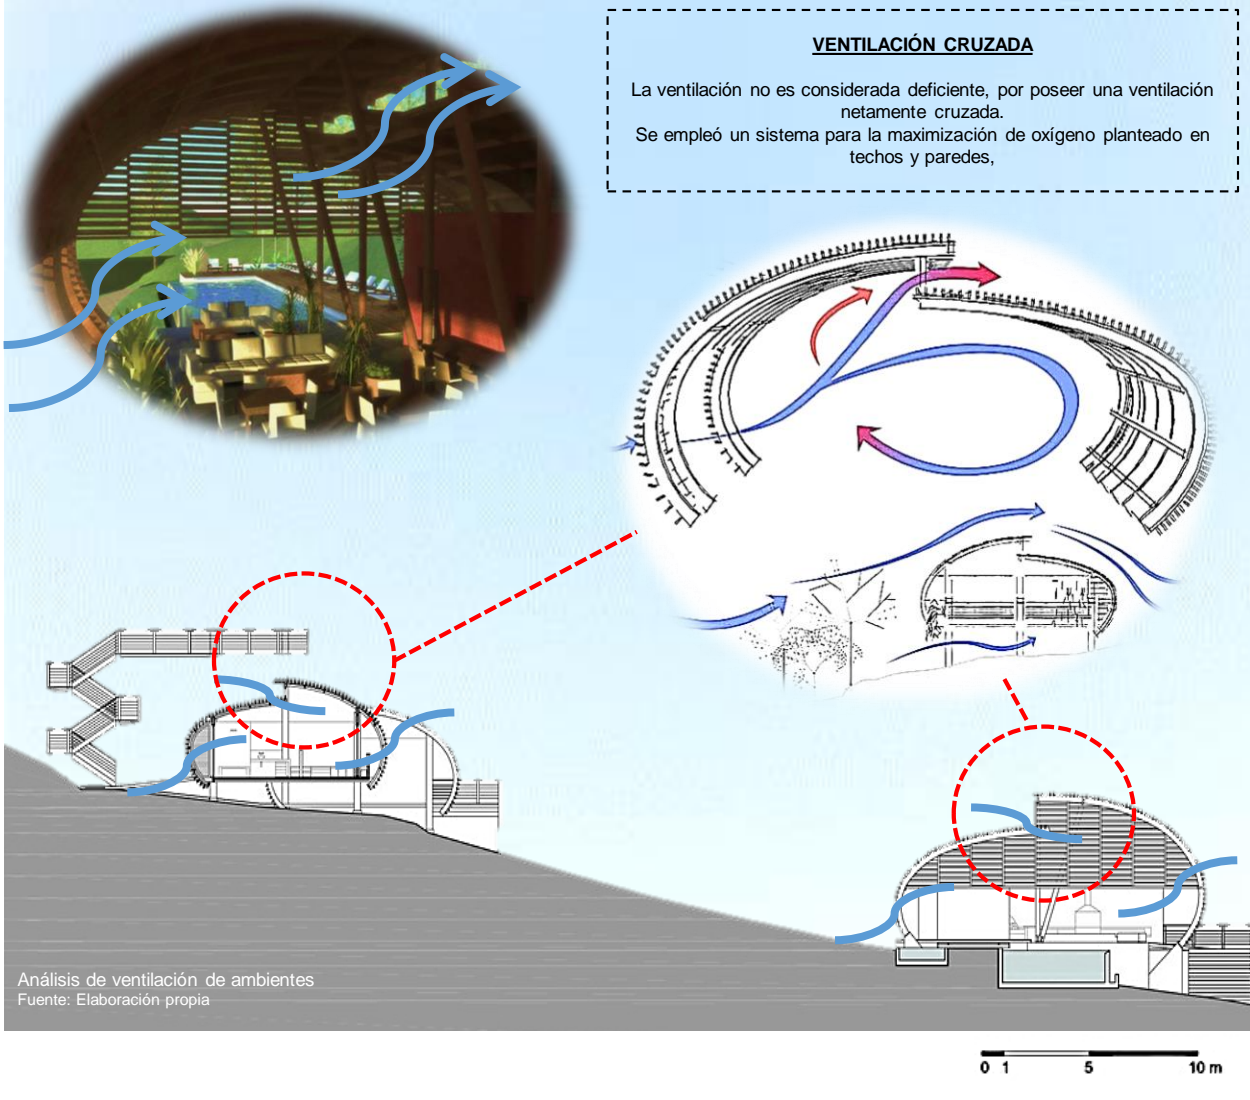 VENTILACIÓN CRUZADA
La ventilación no es considerada deficiente, por poseer una ventilación
netamente cruzada.
Se empleó un sistema para la maximización de oxígeno planteado en
techos y paredes,
Análisis de ventilación de ambientes
Fuente: Elaboración propia
0 1 5 10 m